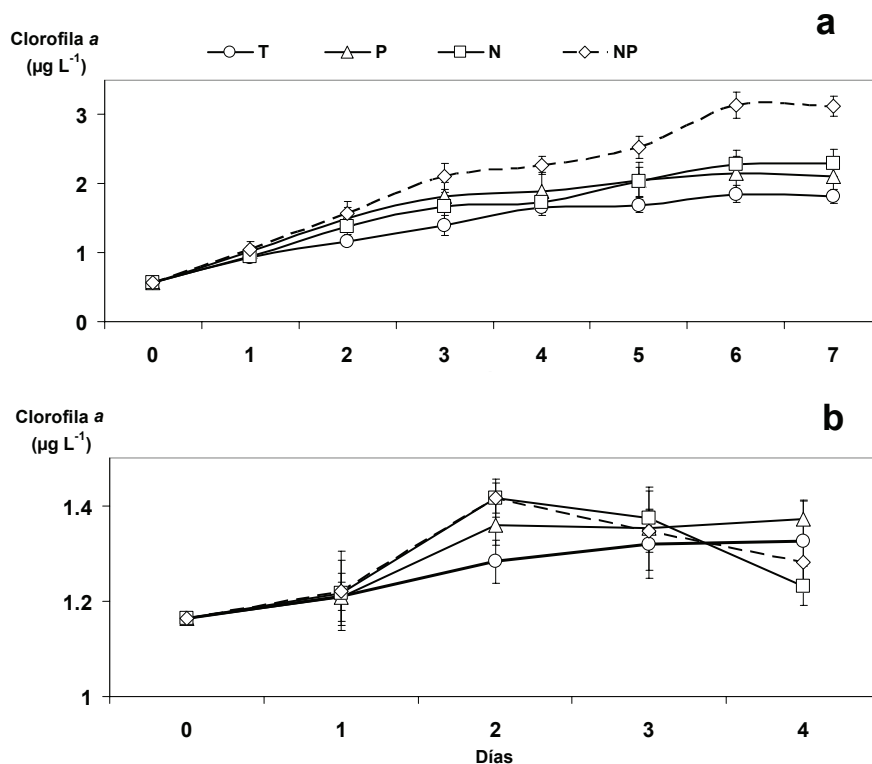 a
Clorofila a
(µg L⁻¹)
T P N NP
3
2
1
0
0 1 2 3 4 5 6 7
Clorofila a
(µg L⁻¹)
b
1.4
1.2
1
0 1 2 3 4
Días